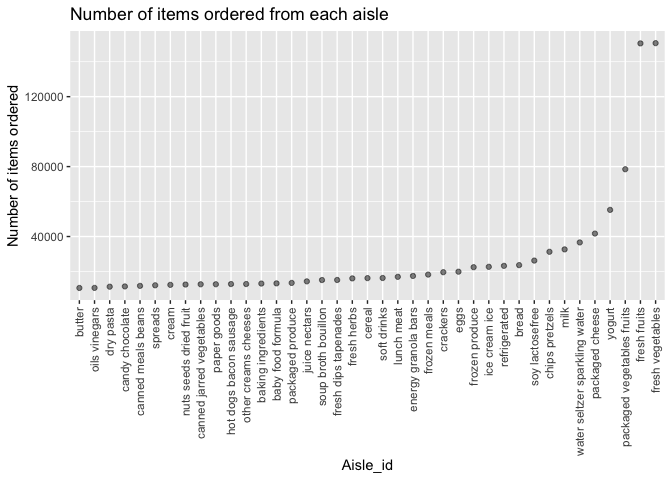 Number of items ordered from each aisle
Number of items ordered
120000
80000
40000
butter
oils vinegars
dry pasta
candy chocolate
canned meals beans
spreads
cream
nuts seeds dried fruit
canned jarred vegetables
paper goods
hot dogs bacon sausage
other creams cheeses
baking ingredients
baby food formula
packaged produce
juice nectars
soup broth bouillon
fresh dips tapenades
fresh herbs
cereal
soft drinks
lunch meat
energy granola bars
frozen meals
crackers
eggs
frozen produce
ice cream ice
refrigerated
bread
soy lactosefree
chips pretzels
milk
water seltzer sparkling water
packaged cheese
yogurt
packaged vegetables fruits
fresh fruits
fresh vegetables
Aisle_id